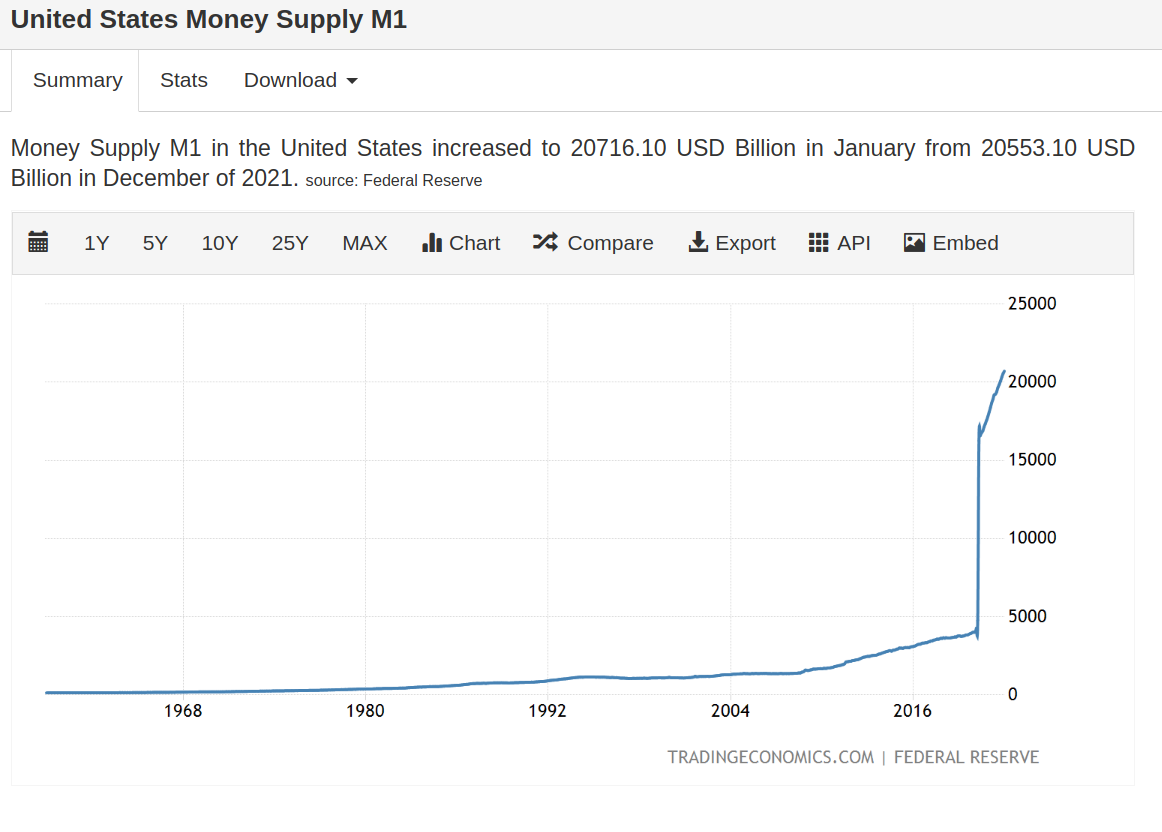 United States Money Supply M1
Summary Stats Download
Money Supply M1 in the United States increased to 20716.10 USD Billion in January from 20553.10 USD
Billion in December of 2021. source: Federal Reserve
1Y 5Y 10Y 25Y MAX Chart Compare Export API Embed
25000
20000
15000
10000
5000
0
1968 1980 1992 2004 2016
TRADINGECONOMICS.COM | FEDERAL RESERVE